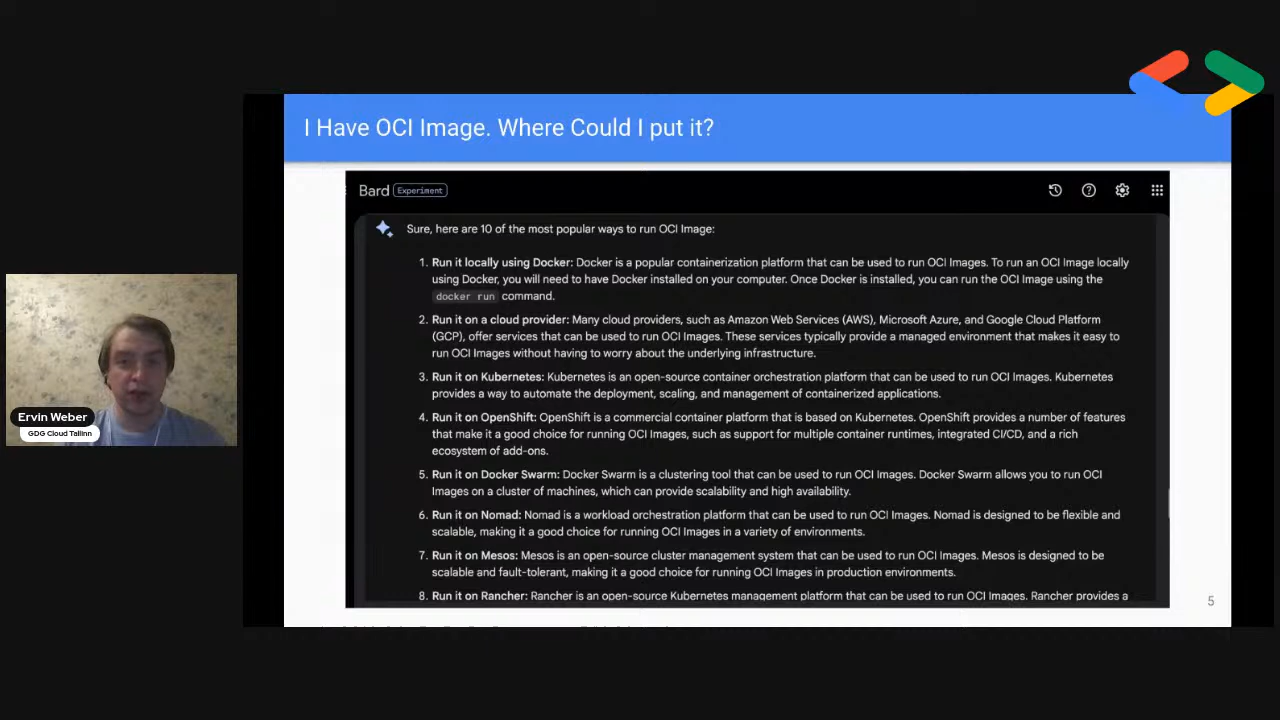 I Have OCI Image. Where Could I put it?
Bard Experiment
Sure, here are 10 of the most popular ways to run OCI Image:
1. Run it locally using Docker: Docker is a popular containerization platform that can be used to run OCI Images. To run an OCI Image locally
using Docker, you will need to have Docker installed on your computer. Once Docker is installed, you can run the OCI Image using the
docker run command.
2. Run it on a cloud provider: Many cloud providers, such as Amazon Web Services (AWS), Microsoft Azure, and Google Cloud Platform
(GCP), offer services that can be used to run OCI Images. These services typically provide a managed environment that makes it easy to
run OCI Images without having to worry about the underlying infrastructure.
3. Run it on Kubernetes: Kubernetes is an open-source container orchestration platform that can be used to run OCI Images. Kubernetes
provides a way to automate the deployment, scaling, and management of containerized applications.
4. Run it on OpenShift: OpenShift is a commercial container platform that is based on Kubernetes. OpenShift provides a number of features
that make it a good choice for running OCI Images, such as support for multiple container runtimes, integrated CI/CD, and a rich
ecosystem of add-ons.
5. Run it on Docker Swarm: Docker Swarm is a clustering tool that can be used to run OCI Images. Docker Swarm allows you to run OCI
Images on a cluster of machines, which can provide scalability and high availability.
6. Run it on Nomad: Nomad is a workload orchestration platform that can be used to run OCI Images. Nomad is designed to be flexible and
scalable, making it a good choice for running OCI Images in a variety of environments.
7. Run it on Mesos: Mesos is an open-source cluster management system that can be used to run OCI Images. Mesos is designed to be
scalable and fault-tolerant, making it a good choice for running OCI Images in production environments.
8. Run it on Rancher: Rancher is an open-source Kubernetes management platform that can be used to run OCI Images. Rancher provides a
5
Ervin Weber
GDG Cloud Tallinn